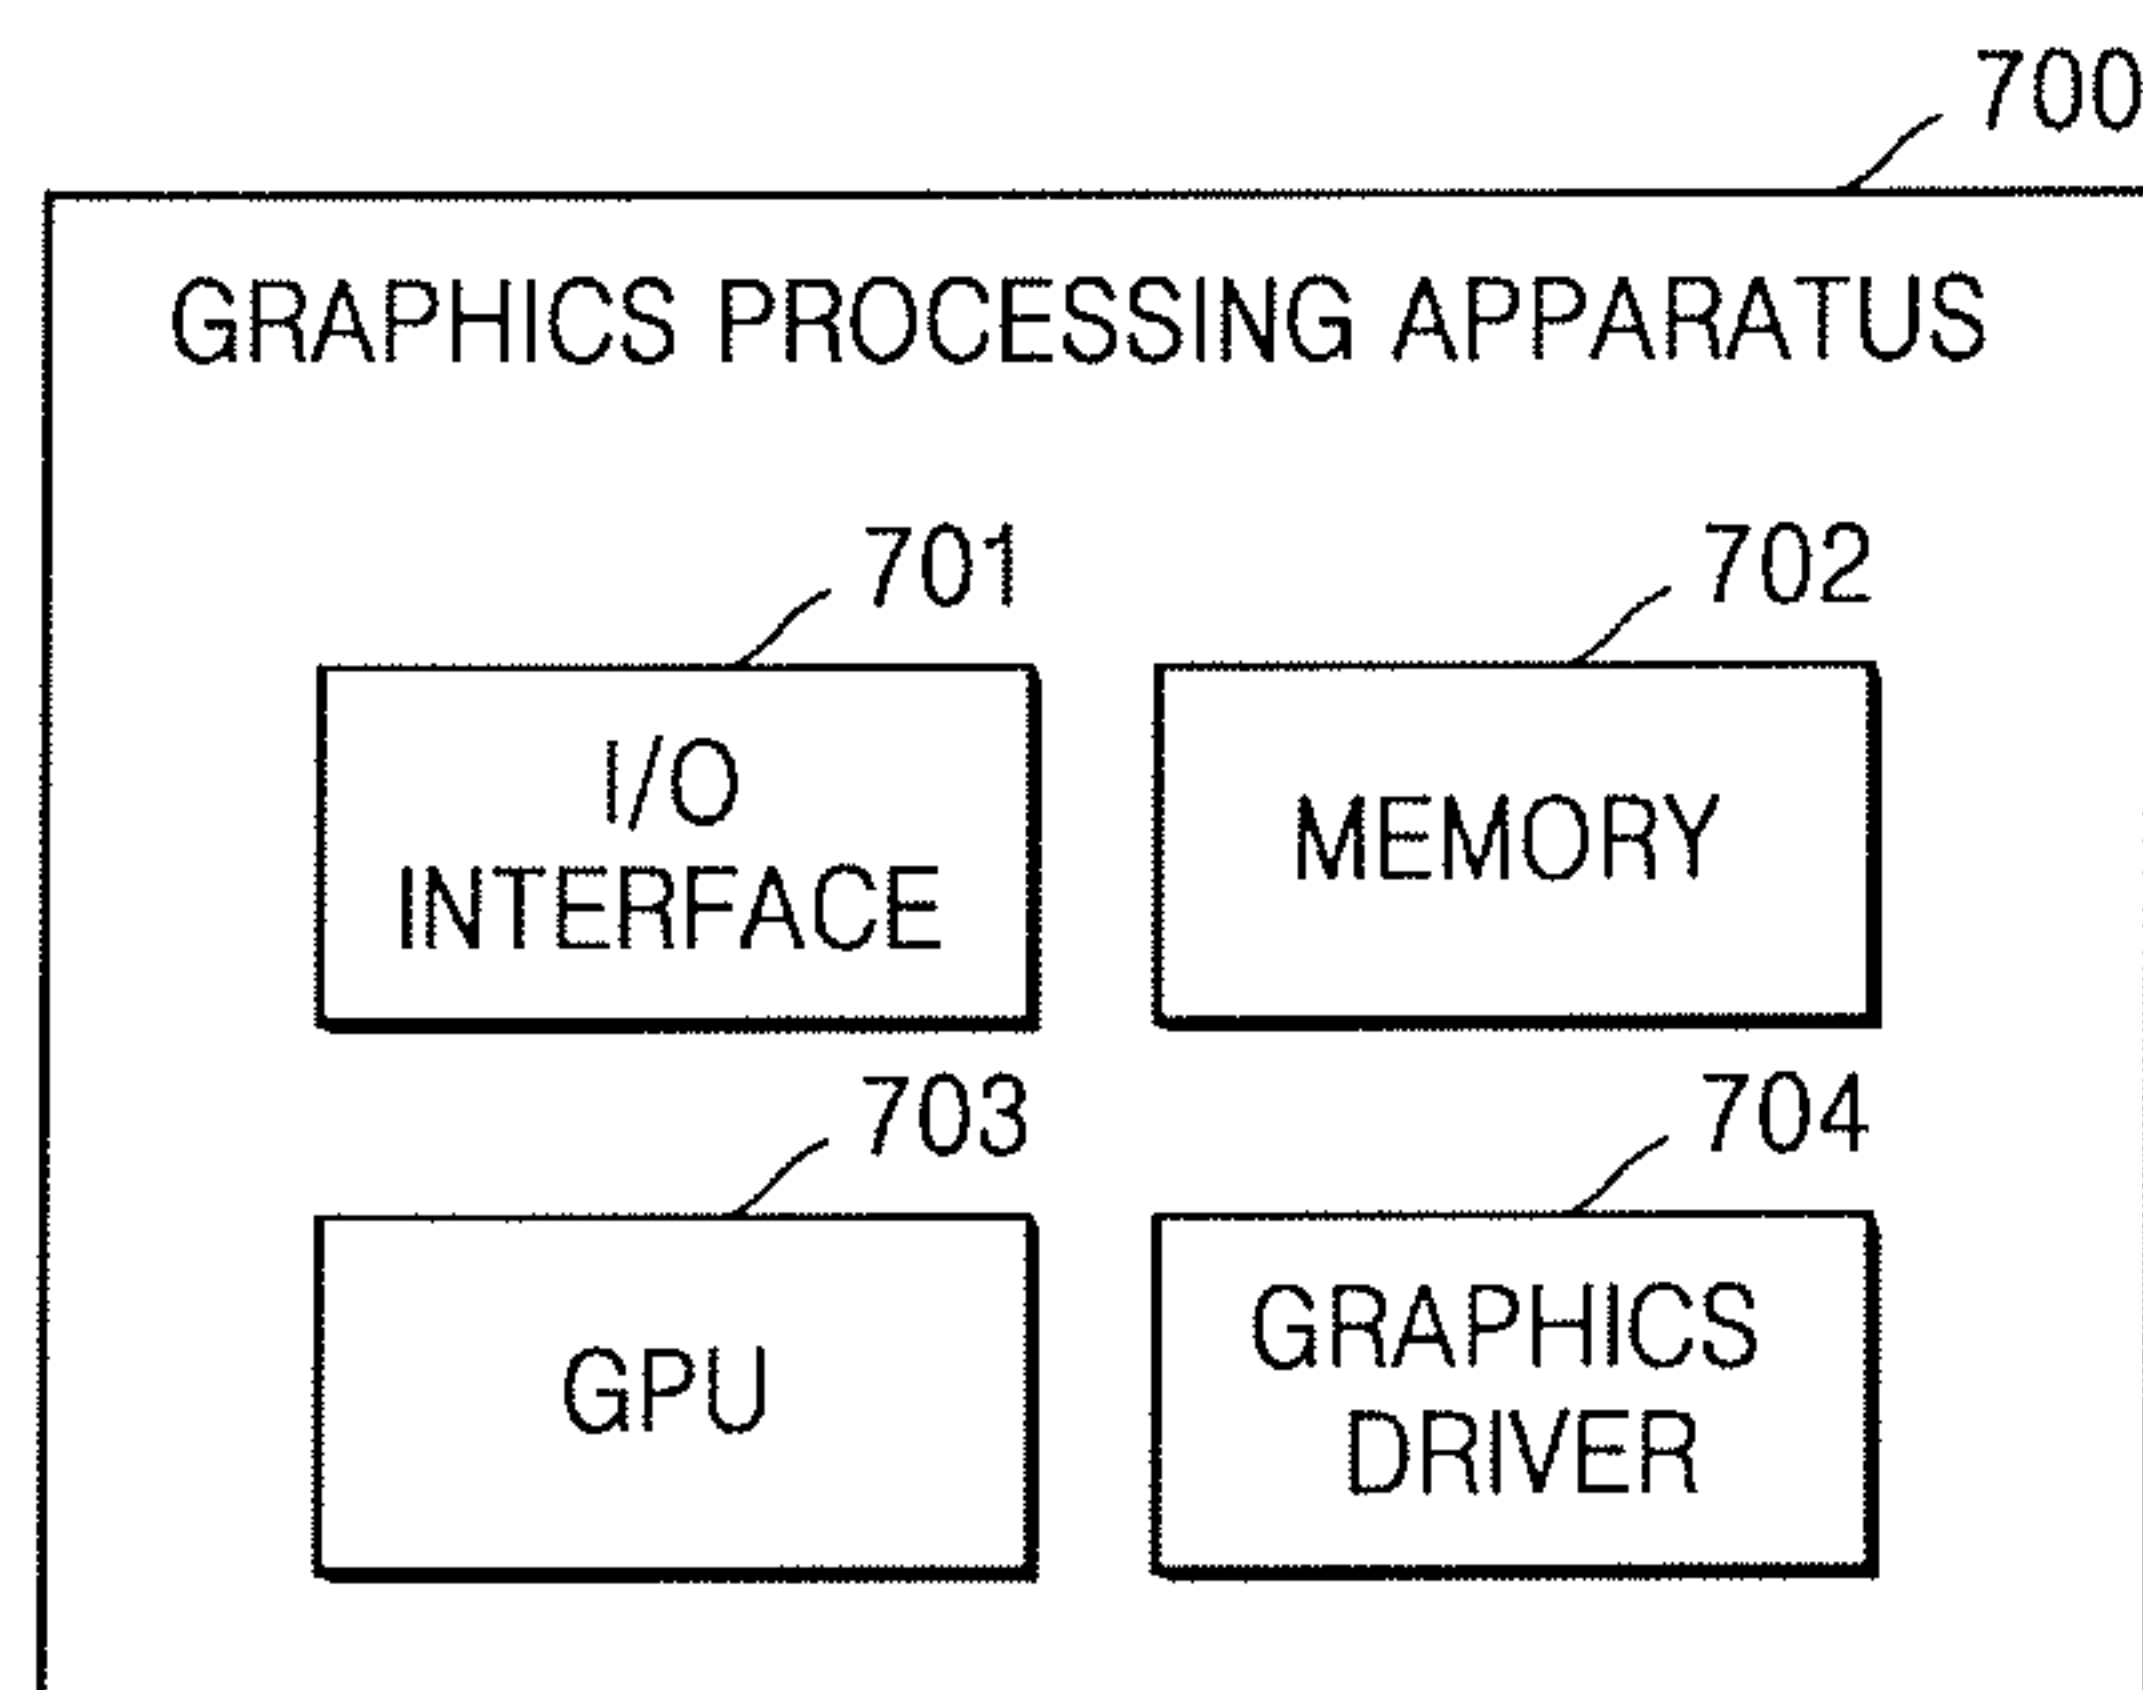 700
GRAPHICS PROCESSING APPARATUS
701
702
I/O
INTERFACE
MEMORY
703
704
GPU
GRAPHICS
DRIVER